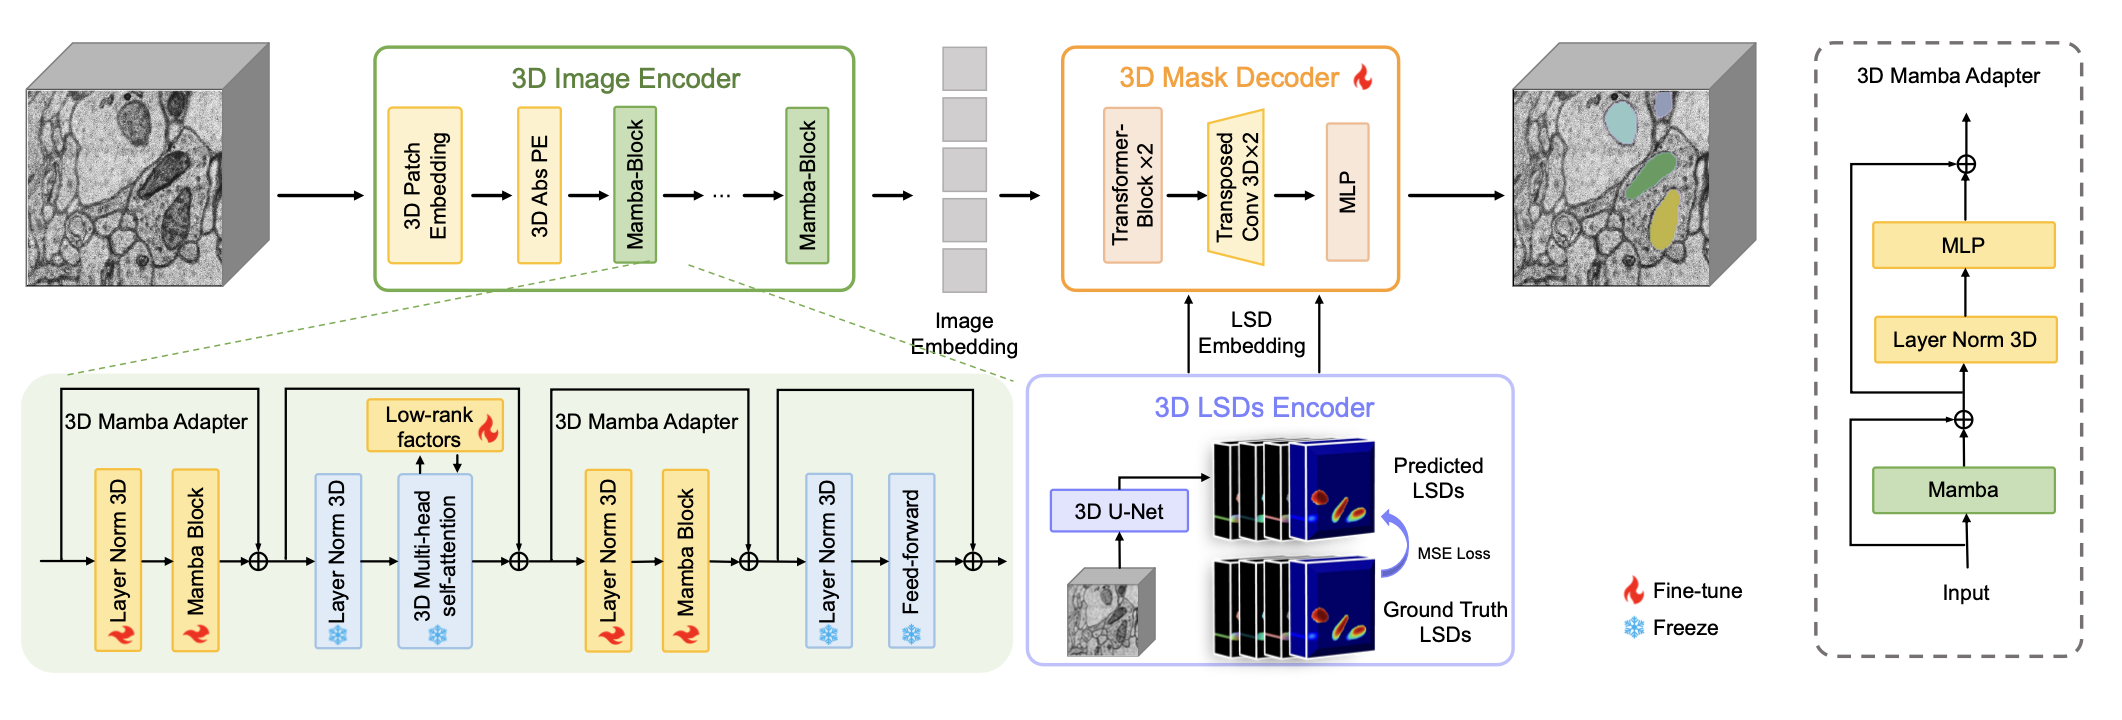 3D Image Encoder
3D Patch
Embedding
3D Abs PE
Mamba-Block
...
Mamba-Block
Image
Embedding
3D Mask Decoder
Transformer-
Block ×2
Transposed
Conv 3D×2
MLP
LSD
Embedding
3D Mamba Adapter
Layer Norm 3D
Mamba Block
Low-rank
factors
Layer Norm 3D
3D Multi-head
self-attention
3D Mamba Adapter
Layer Norm 3D
Mamba Block
Layer Norm 3D
Feed-forward
3D LSDs Encoder
3D U-Net
Predicted
LSDs
MSE Loss
Ground Truth
LSDs
3D Mamba Adapter
MLP
Layer Norm 3D
Mamba
Input
Fine-tune
Freeze